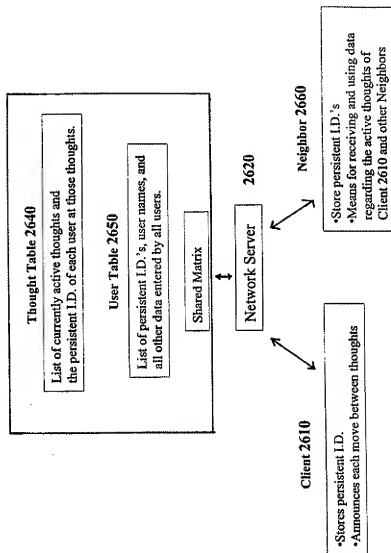 Thought Table 2640
List of currently active thoughts and
the persistent I.D. of each user at those thoughts.
User Table 2650
List of persistent I.D.'s, user names, and
all other data entered by all users.
Shared Matrix
2620
Network Server
Client 2610
•Stores persistent I.D.
•Announces each move between thoughts
Neighbor 2660
•Store persistent I.D.'s
•Means for receiving and using data
regarding the active thoughts of
Client 2610 and other Neighbors